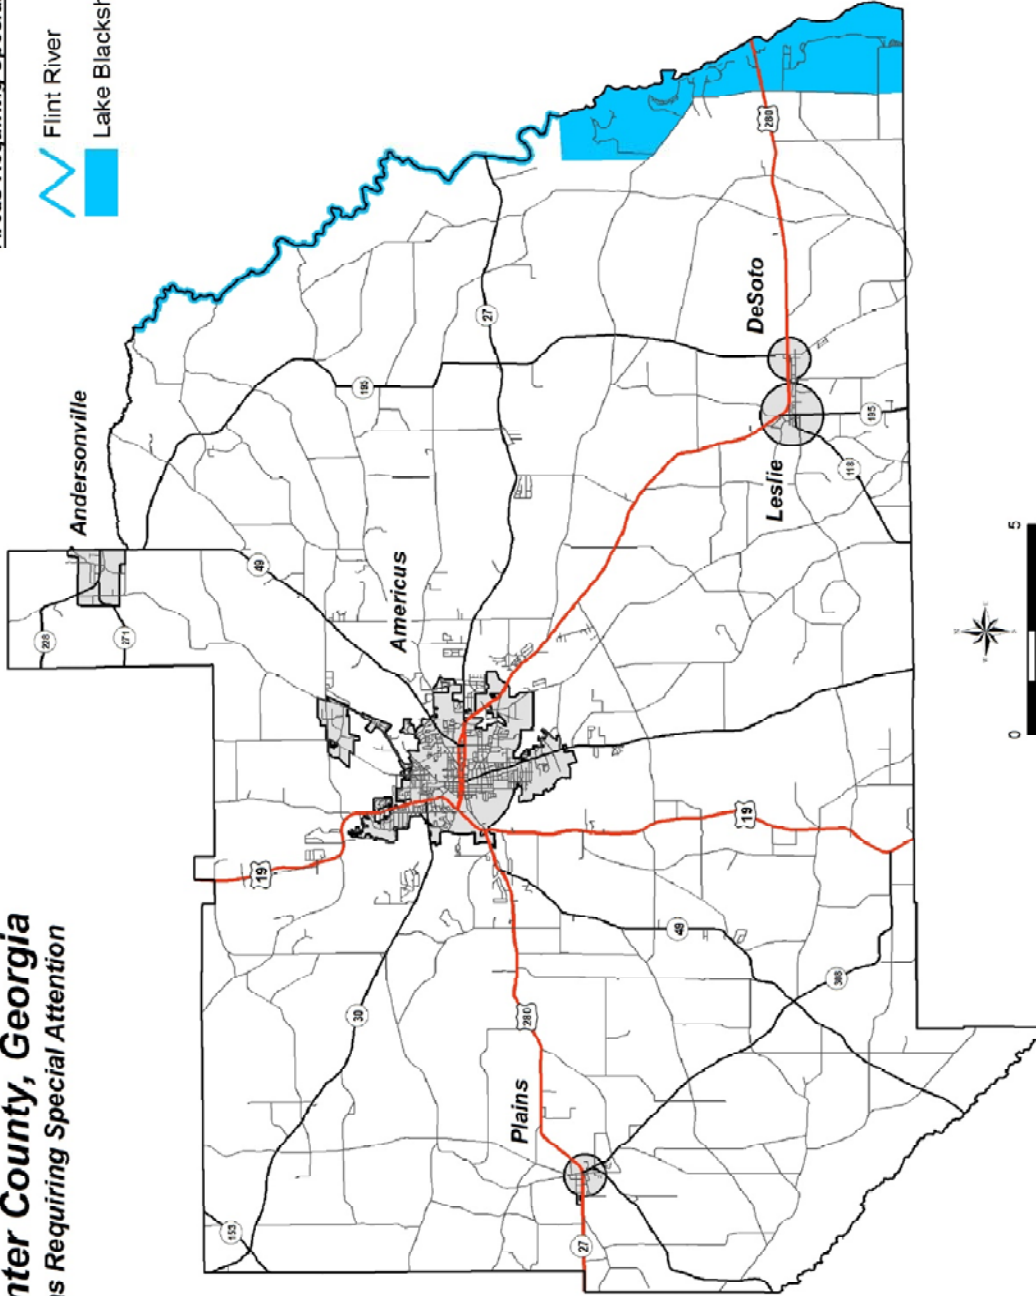 nter County, Georgia
s Requiring Special Attention
Flint River
Lake Blacksh
Andersonville
228
271
49
Americus
195
27
DeSoto
280
Leslie
195
118
19
19
30
153
Plains
280
27
49
308
0
5